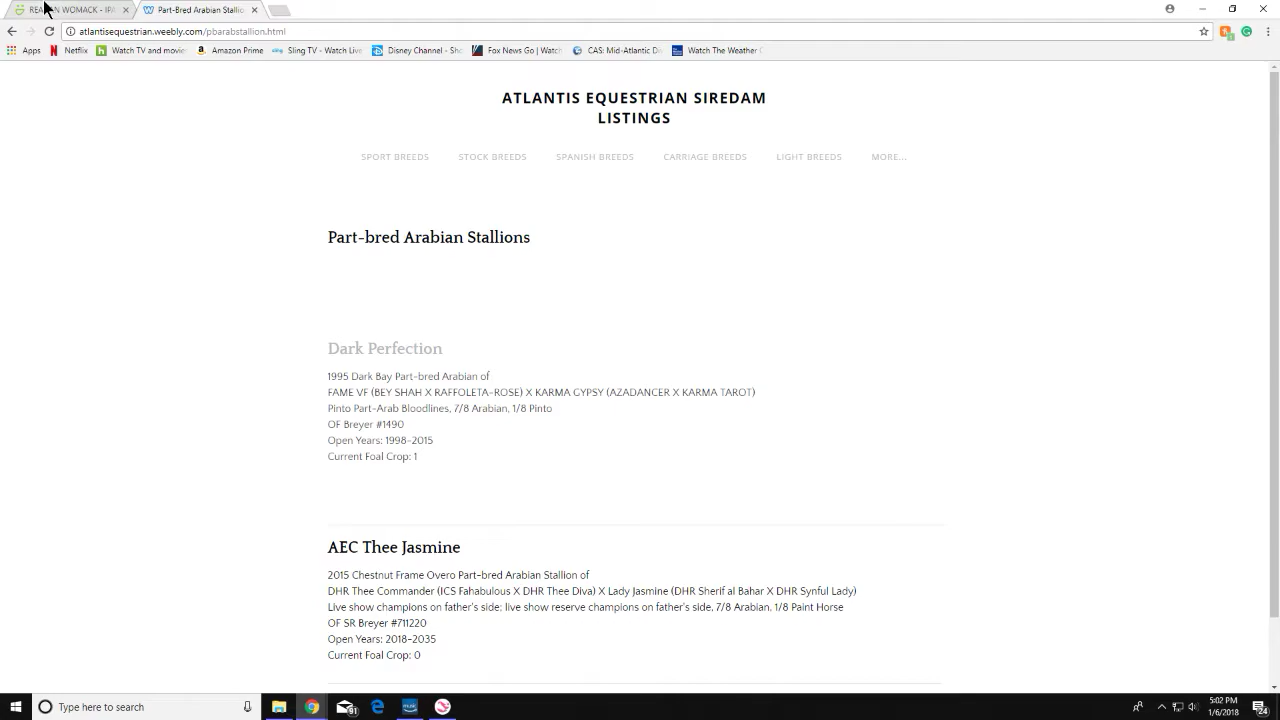 REAGAN WOMACK - IPA
Part-Bred Arabian Stallic
atlantisequestrian.weebly.com/pbarabstallion.html
Apps Netflix Watch TV and movies Amazon Prime Sling TV - Watch Live Disney Channel - Sho Fox News Go | Watch CAS: Mid-Atlantic Di Watch The Weather C
ATLANTIS EQUESTRIAN SIREDAM
LISTINGS
SPORT BREEDS STOCK BREEDS SPANISH BREEDS CARRIAGE BREEDS LIGHT BREEDS MORE...
Part-bred Arabian Stallions
Dark Perfection
1995 Dark Bay Part-bred Arabian of
FAME VF (BEY SHAH X RAFFOLETA-ROSE) X KARMA GYPSY (AZADANCER X KARMA TAROT)
Pinto Part-Arab Bloodlines, 7/8 Arabian, 1/8 Pinto
OF Breyer #1490
Open Years: 1998-2015
Current Foal Crop: 1
AEC Thee Jasmine
2015 Chestnut Frame Overo Part-bred Arabian Stallion of
DHR Thee Commander (ICS Fahabulous X DHR Thee Diva) X Lady Jasmine (DHR Sherif al Bahar X DHR Synful Lady)
Live show champions on father's side; live show reserve champions on father's side, 7/8 Arabian, 1/8 Paint Horse
OF SR Breyer #711220
Open Years: 2018-2035
Current Foal Crop: 0
Type here to search
music
5:02 PM
1/6/2018
24